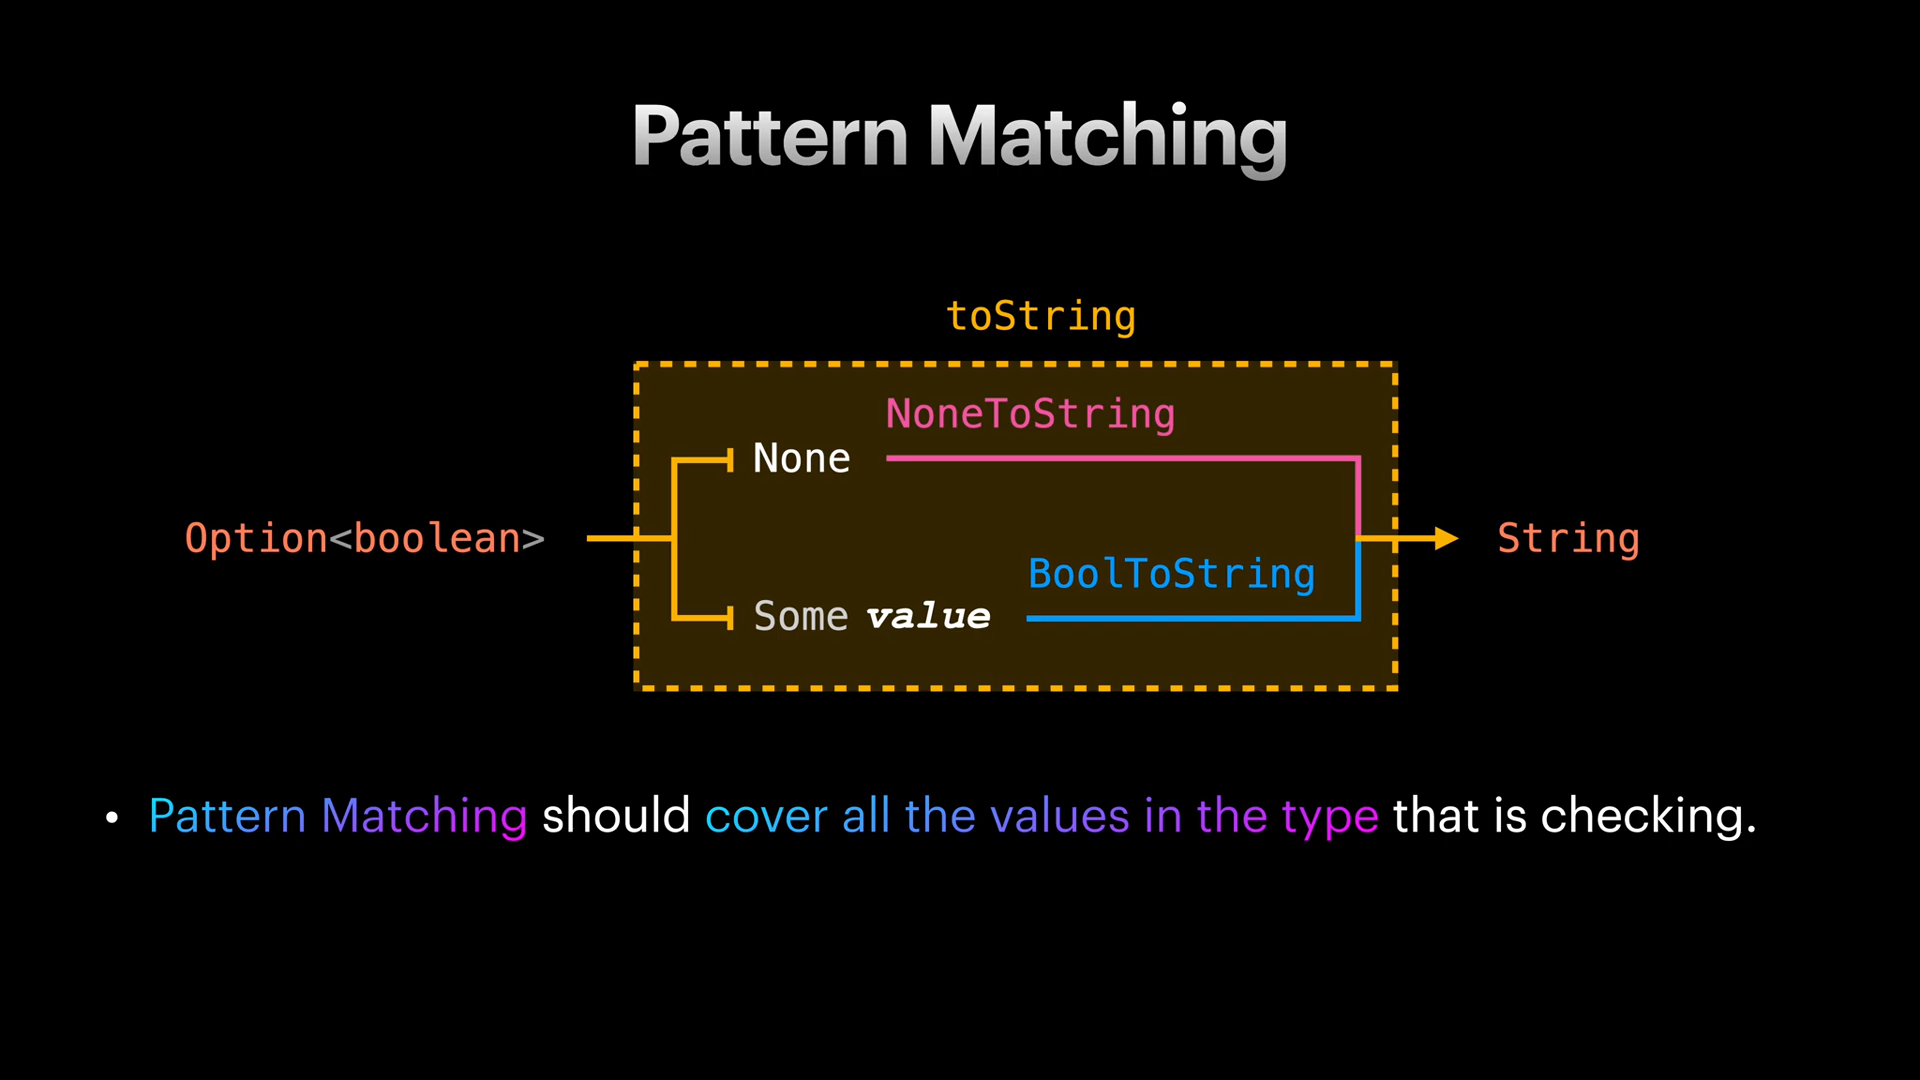 Pattern Matching
toString
NoneToString
None
Option<boolean>
String
BoolToString
Some value
• Pattern Matching should cover all the values in the type that is checking.